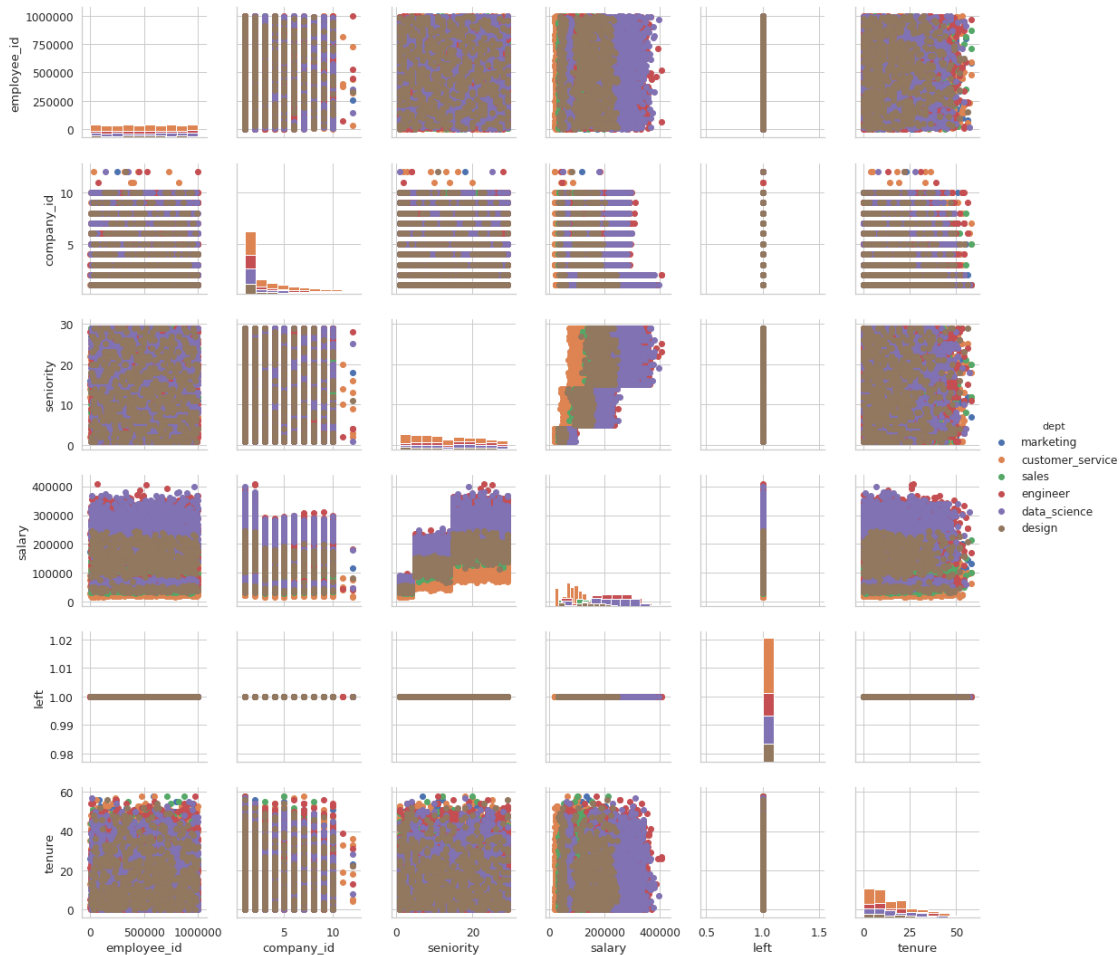 1000000
750000
500000
250000
0
employee_id
10
5
company_id
30
20
10
0
seniority
dept
marketing
customer_service
sales
engineer
data_science
design
400000
300000
200000
100000
0
salary
1.02
1.01
1.00
0.99
0.98
left
60
40
20
0
tenure
0 500000 1000000
0 5 10
0 20
0 200000 400000
0.5 1.0 1.5
0 50
employee_id company_id seniority salary left tenure